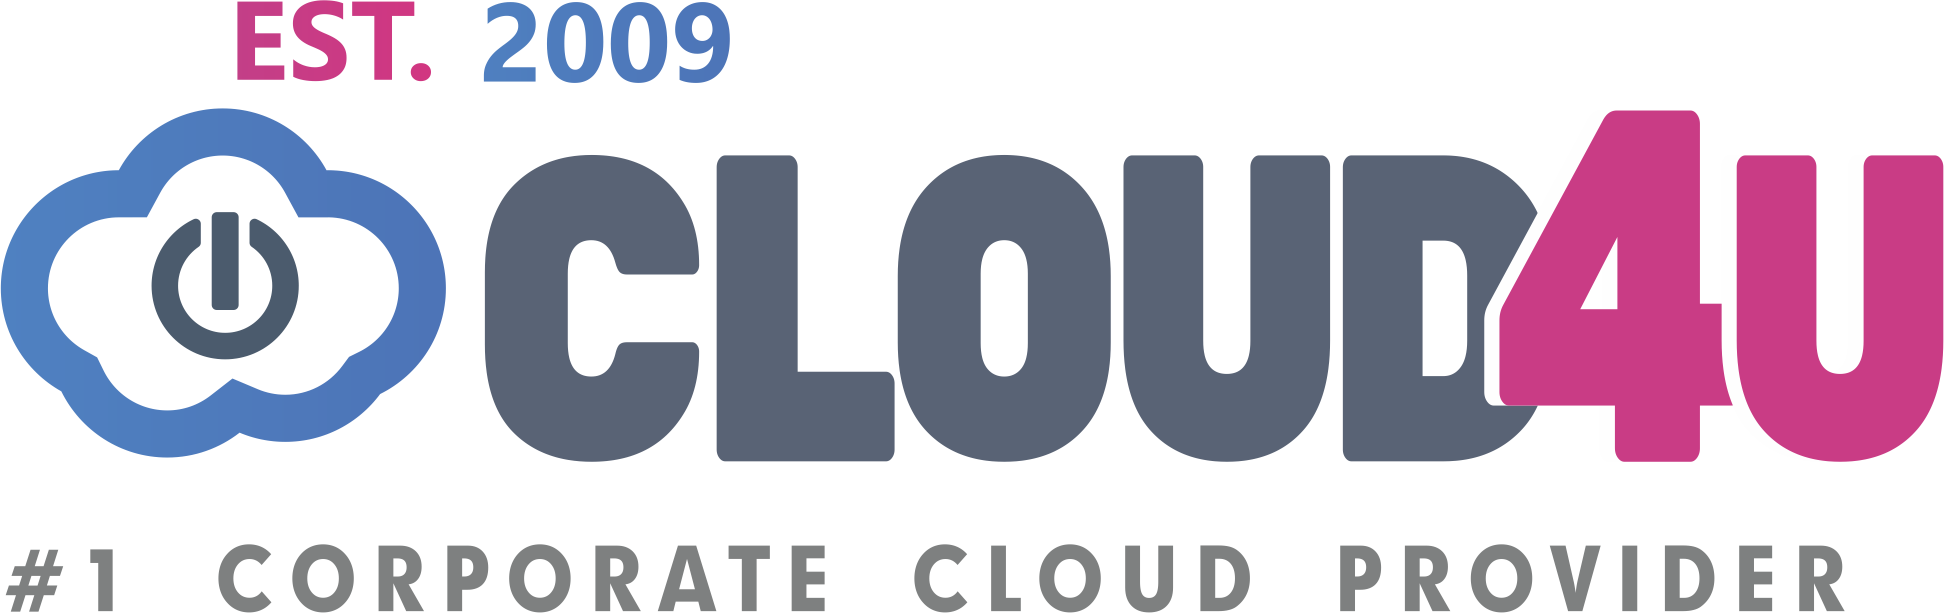 EST. 2009
CLOUD4U
#1 CORPORATE CLOUD PROVIDER